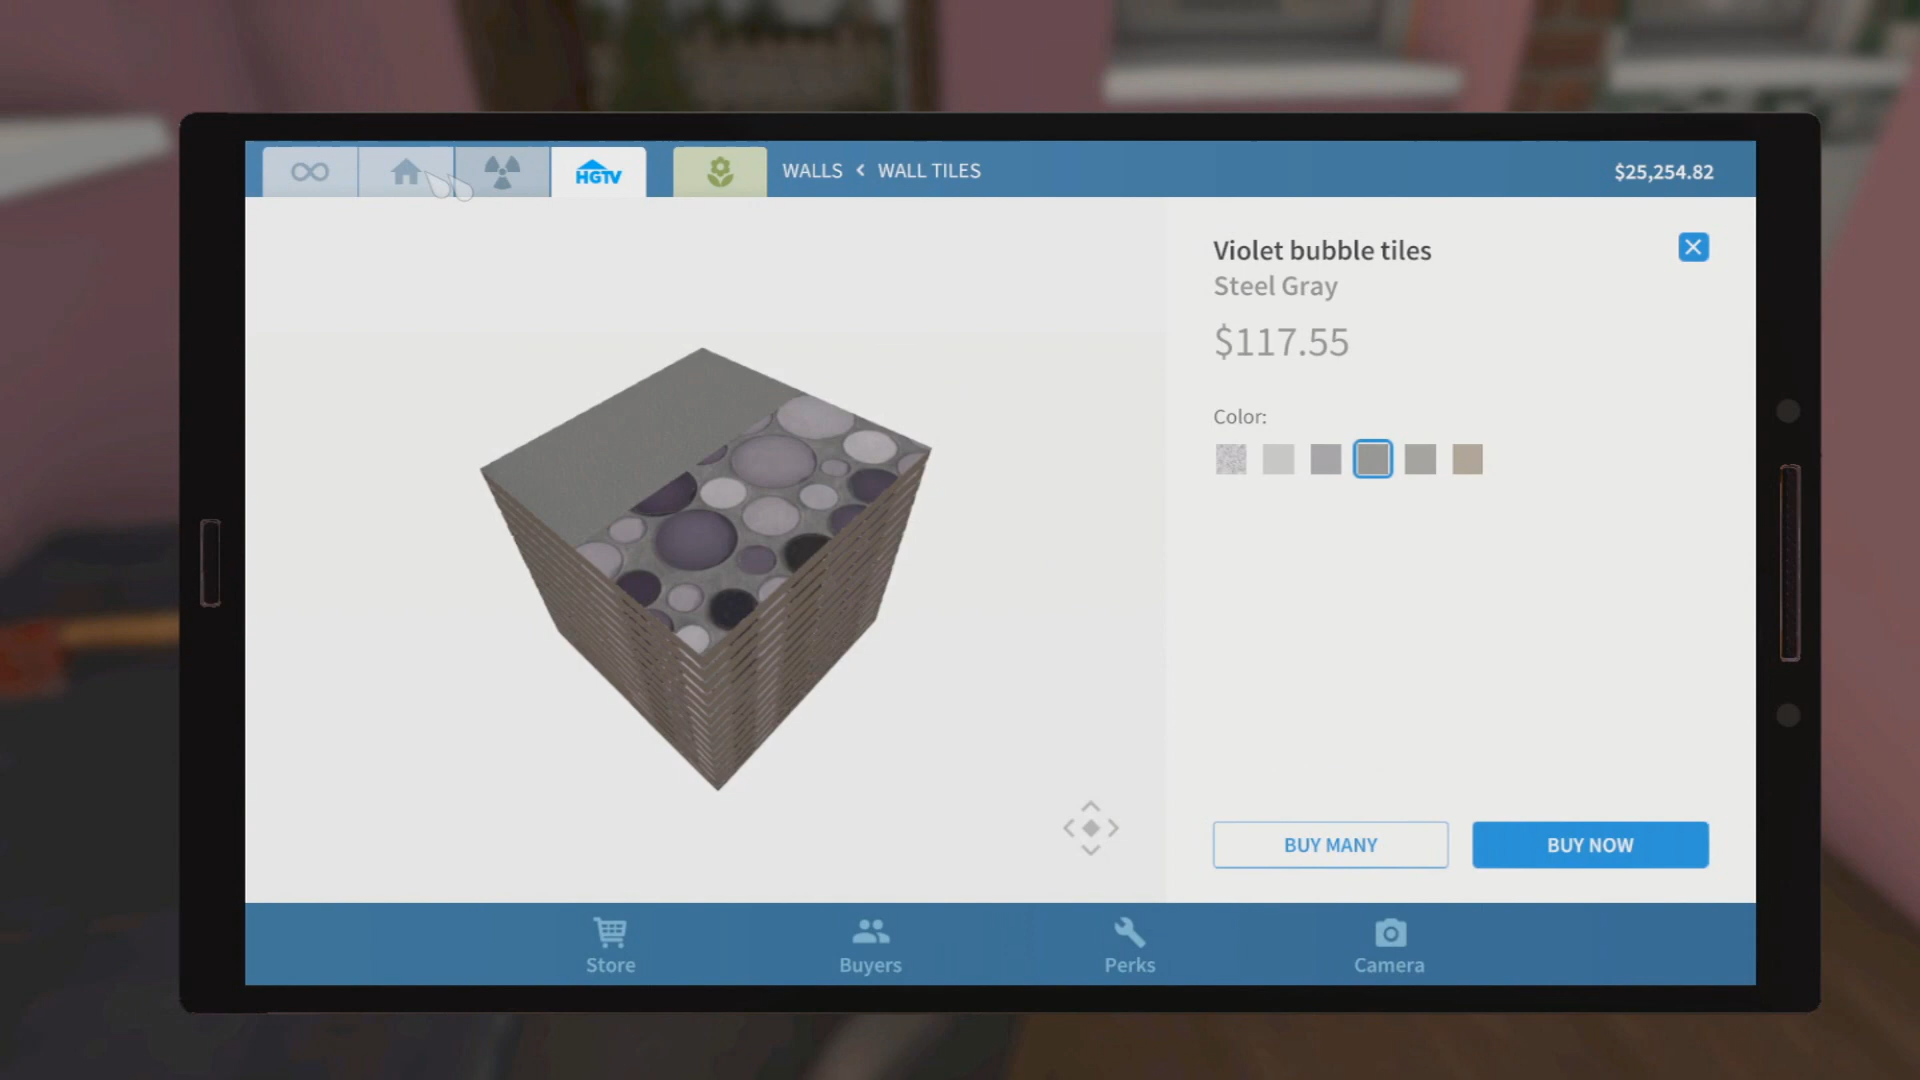 HGTV
WALLS < WALL TILES
$25,254.82
Violet bubble tiles
Steel Gray
$117.55
Color:
BUY MANY
BUY NOW
Store
Buyers
Perks
Camera